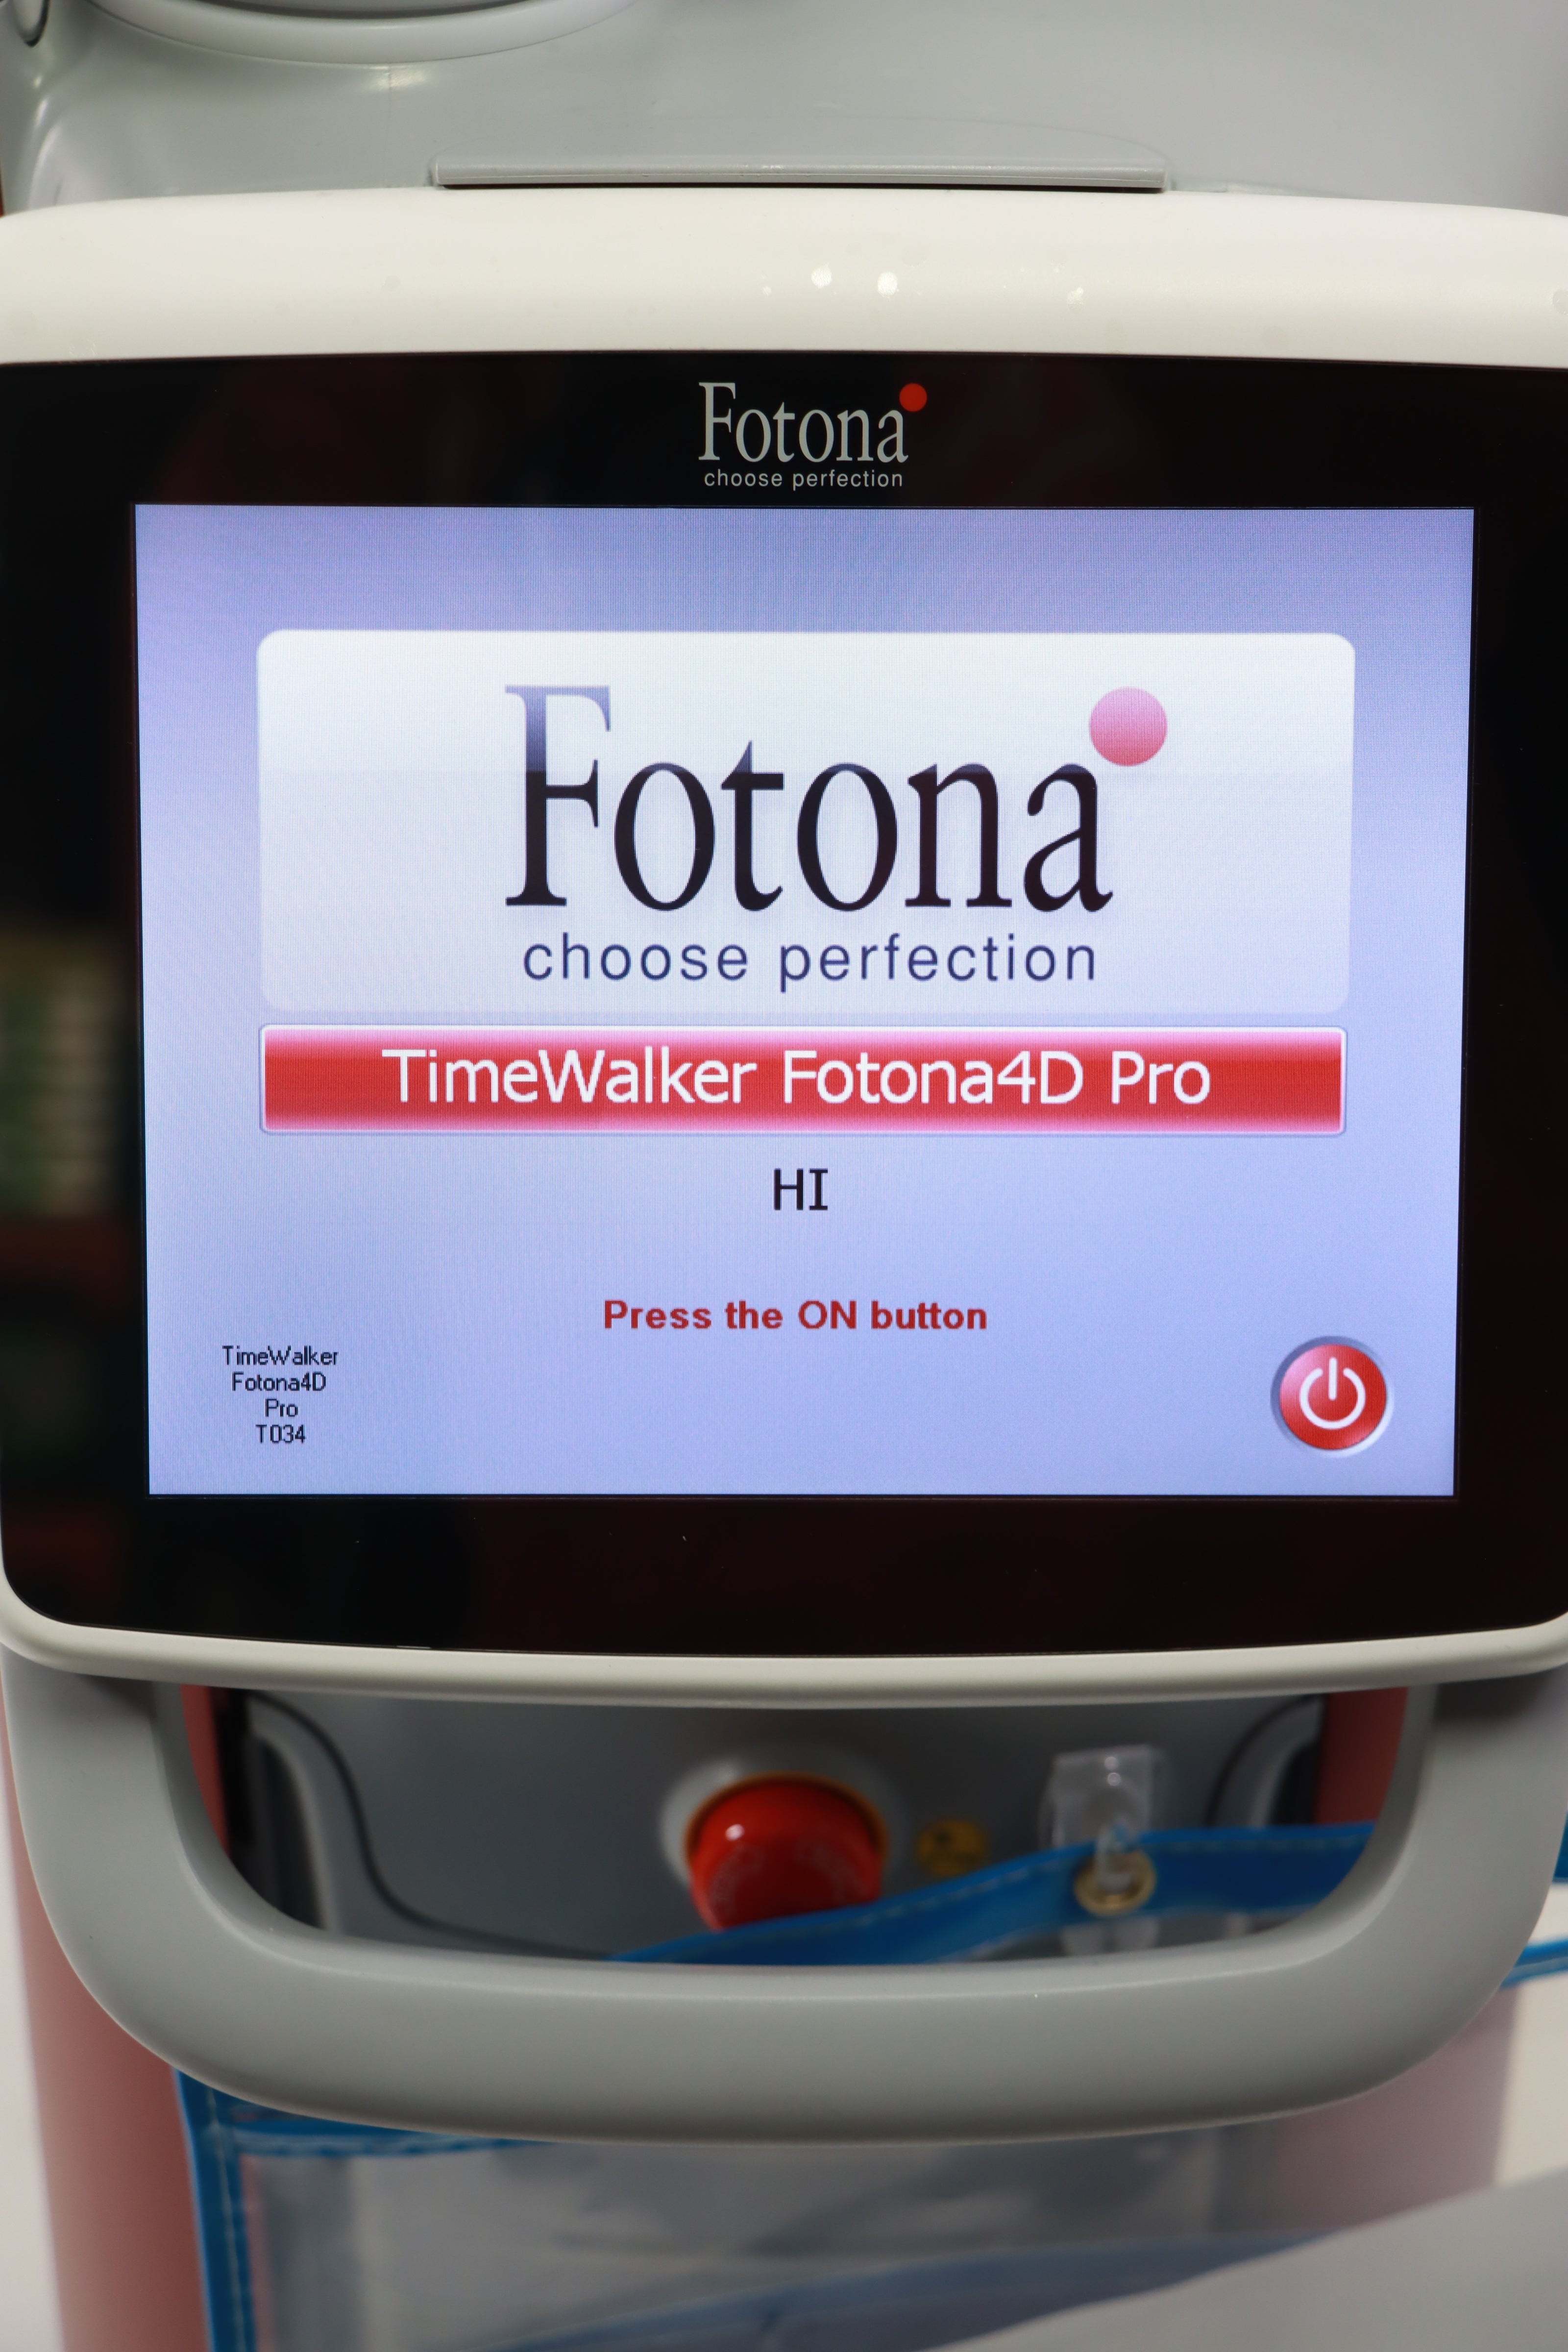 Fotona
choose perfection
Fotona
choose perfection
TimeWalker Fotona4D Pro
HI
Press the ON button
TimeWalker
Fotona4D
Pro
T034